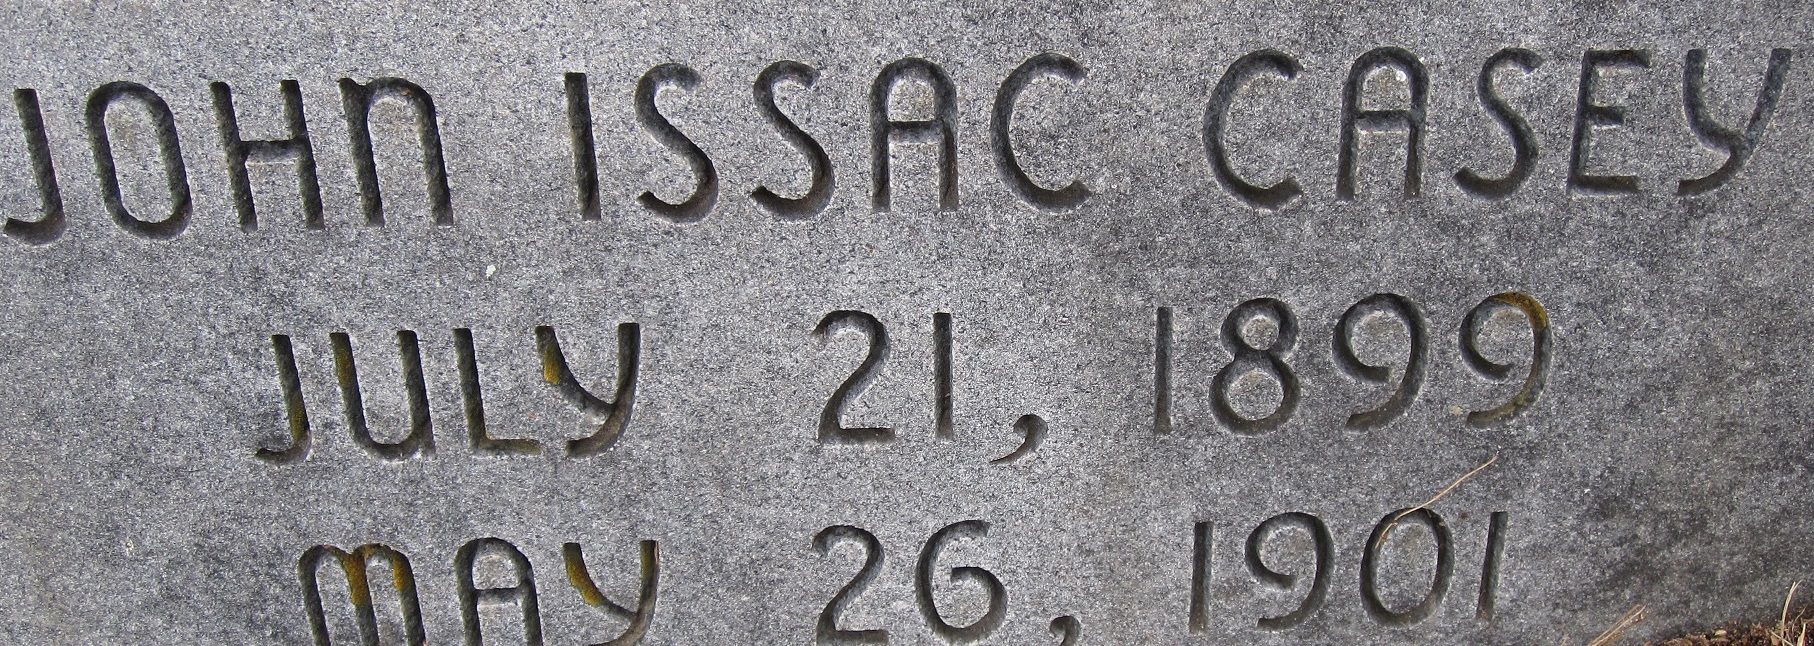 JOHN ISSAC CASEY
JULY 21, 1899
MAY 26, 1901